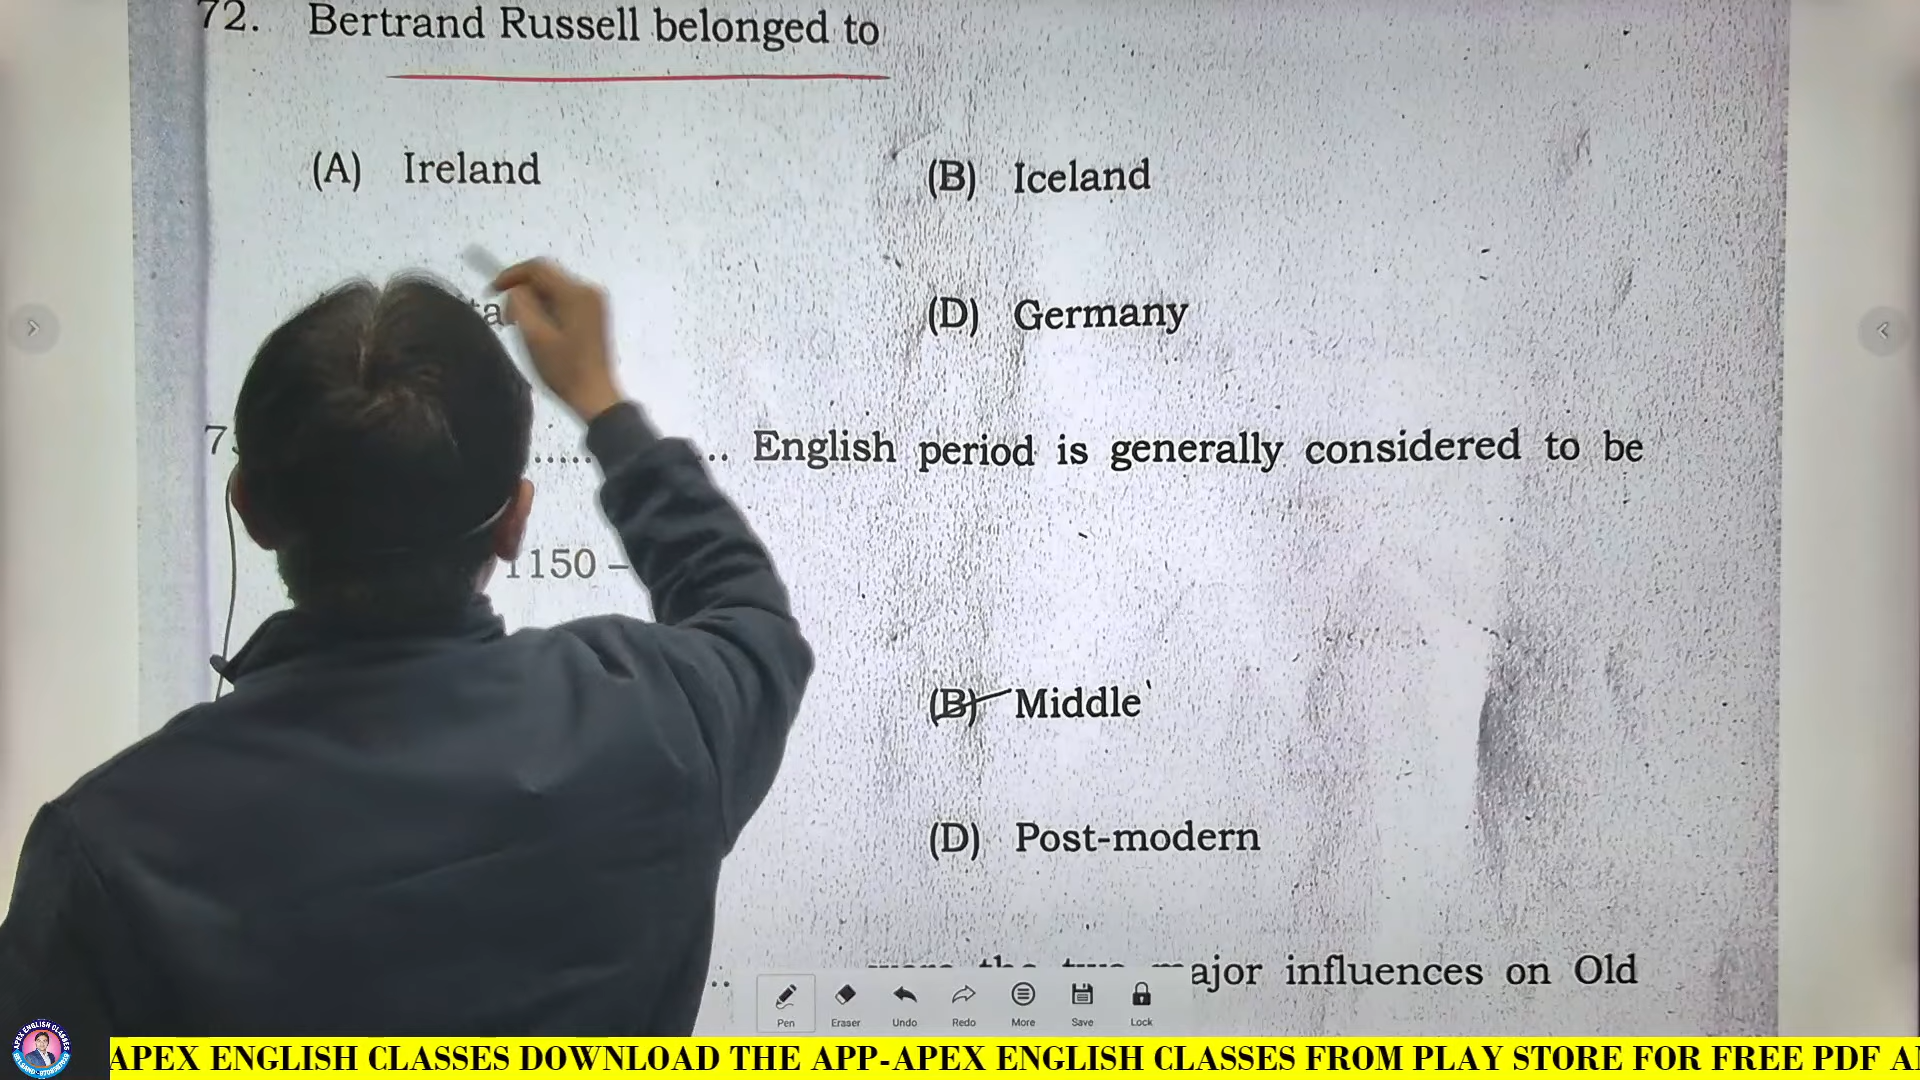 72. Bertrand Russell belonged to
(A) Ireland
(B) Iceland
(D) Germany
..... .. English period is generally considered to be
1150 –
(B) Middle
(D) Post-modern
.. ajor influences on Old
Pen Eraser Undo Redo More Save Lock
APEX ENGLISH CLASSES DOWNLOAD THE APP-APEX ENGLISH CLASSES FROM PLAY STORE FOR FREE PDF A